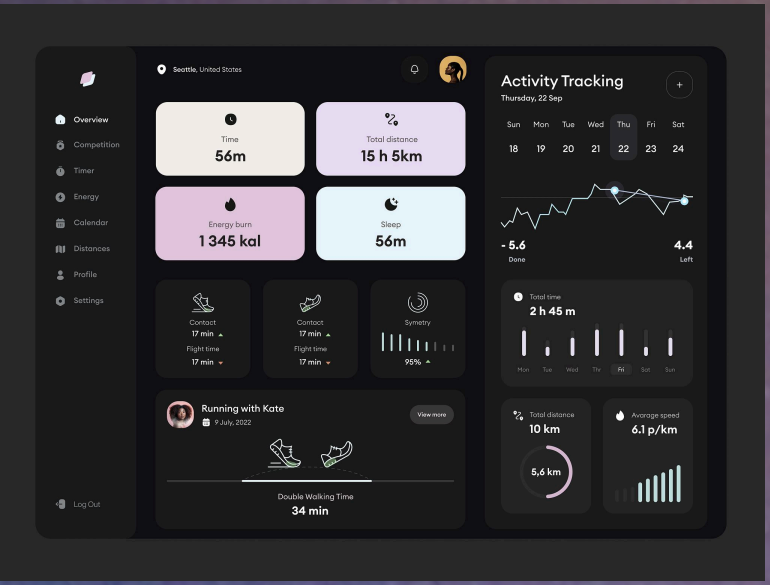 Overview
Competition
Timer
Energy
Calendar
Distances
Profile
Settings
Log Out
Seattle, United States
Time
56m
Total distance
15 h 5km
Energy burn
1 345 kal
Sleep
56m
Contact
17 min
Flight time
17 min
Contact
17 min
Flight time
17 min
Symetry
95%
Running with Kate
9 July, 2022
View more
Double Walking Time
34 min
Activity Tracking
Thursday, 22 Sep
+
Sun Mon Tue Wed Thu Fri Sat
18 19 20 21 22 23 24
- 5.6
Done
4.4
Left
Total time
2 h 45 m
Mon Tue Wed Thr Fri Sat Sun
Total distance
10 km
5,6 km
Avarage speed
6.1 p/km